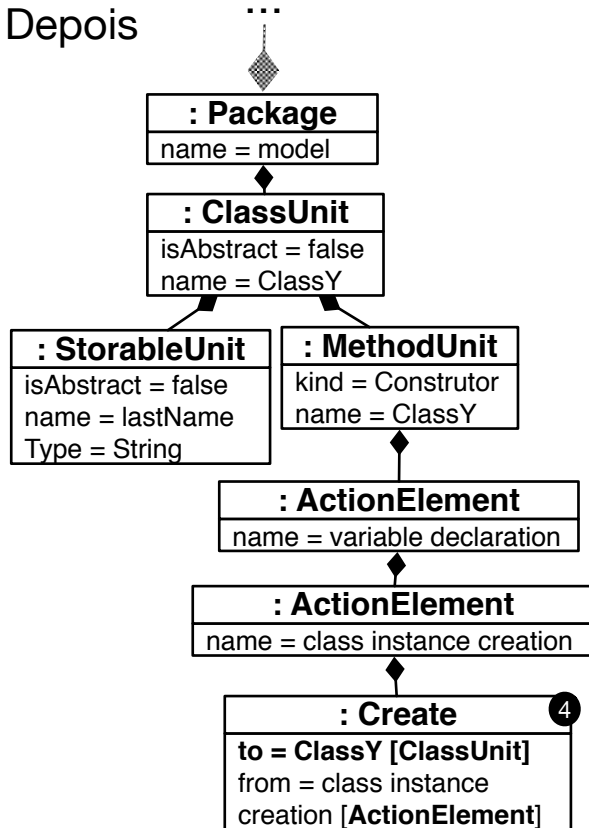 Depois
...
: Package
name = model
: ClassUnit
isAbstract = false
name = ClassY
: StorableUnit
isAbstract = false
name = lastName
Type = String
: MethodUnit
kind = Construtor
name = ClassY
: ActionElement
name = variable declaration
: ActionElement
name = class instance creation
: Create
4
to = ClassY [ClassUnit]
from = class instance
creation [ActionElement]